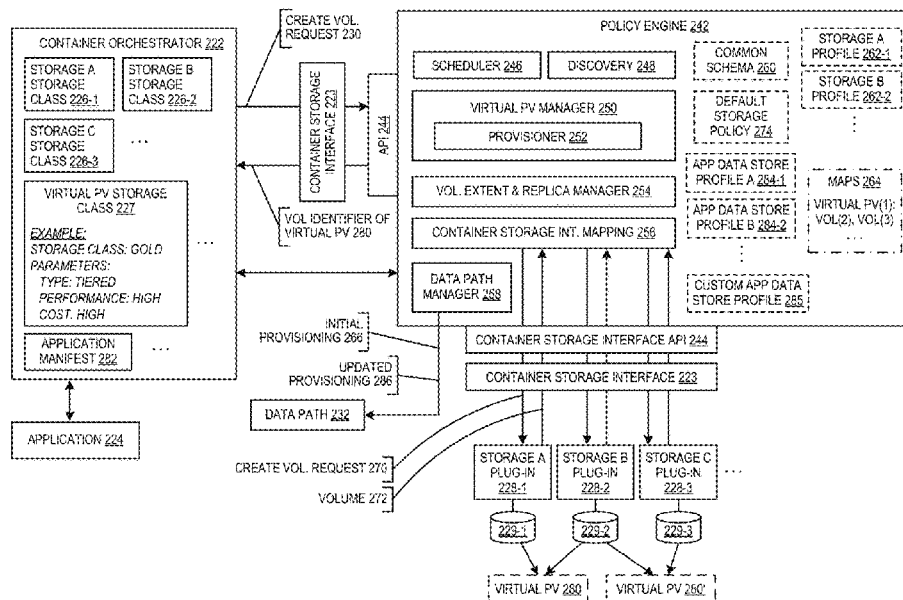 CREATE VOL.
REQUEST 230
CONTAINER ORCHESTRATOR 222
STORAGE A
STORAGE
CLASS 226-1
STORAGE B
STORAGE
CLASS 226-2
STORAGE C
STORAGE
CLASS 226-3
VIRTUAL PV STORAGE
CLASS 227
EXAMPLE:
STORAGE CLASS: GOLD
PARAMETERS:
TYPE: TIERED
PERFORMANCE: HIGH
COST: HIGH
APPLICATION
MANIFEST 282
APPLICATION 224
CONTAINER STORAGE
INTERFACE 223
API 244
VOL IDENTIFIER OF
VIRTUAL PV 280
POLICY ENGINE 242
SCHEDULER 246
DISCOVERY 248
VIRTUAL PV MANAGER 250
PROVISIONER 252
VOL. EXTENT & REPLICA MANAGER 254
CONTAINER STORAGE INT. MAPPING 256
DATA PATH
MANAGER 258
COMMON
SCHEMA 260
DEFAULT
STORAGE
POLICY 274
APP DATA STORE
PROFILE A 284-1
APP DATA STORE
PROFILE B 284-2
CUSTOM APP DATA
STORE PROFILE 285
STORAGE A
PROFILE 262-1
STORAGE B
PROFILE 262-2
MAPS 264
VIRTUAL PV(1):
VOL(2), VOL(3)
...
INITIAL
PROVISIONING 266
UPDATED
PROVISIONING 286
DATA PATH 232
CONTAINER STORAGE INTERFACE API 244
CONTAINER STORAGE INTERFACE 223
CREATE VOL. REQUEST 270
VOLUME 272
STORAGE A
PLUG-IN
228-1
STORAGE B
PLUG-IN
228-2
STORAGE C
PLUG-IN
228-3
229-1
229-2
229-3
VIRTUAL PV 280
VIRTUAL PV 280'